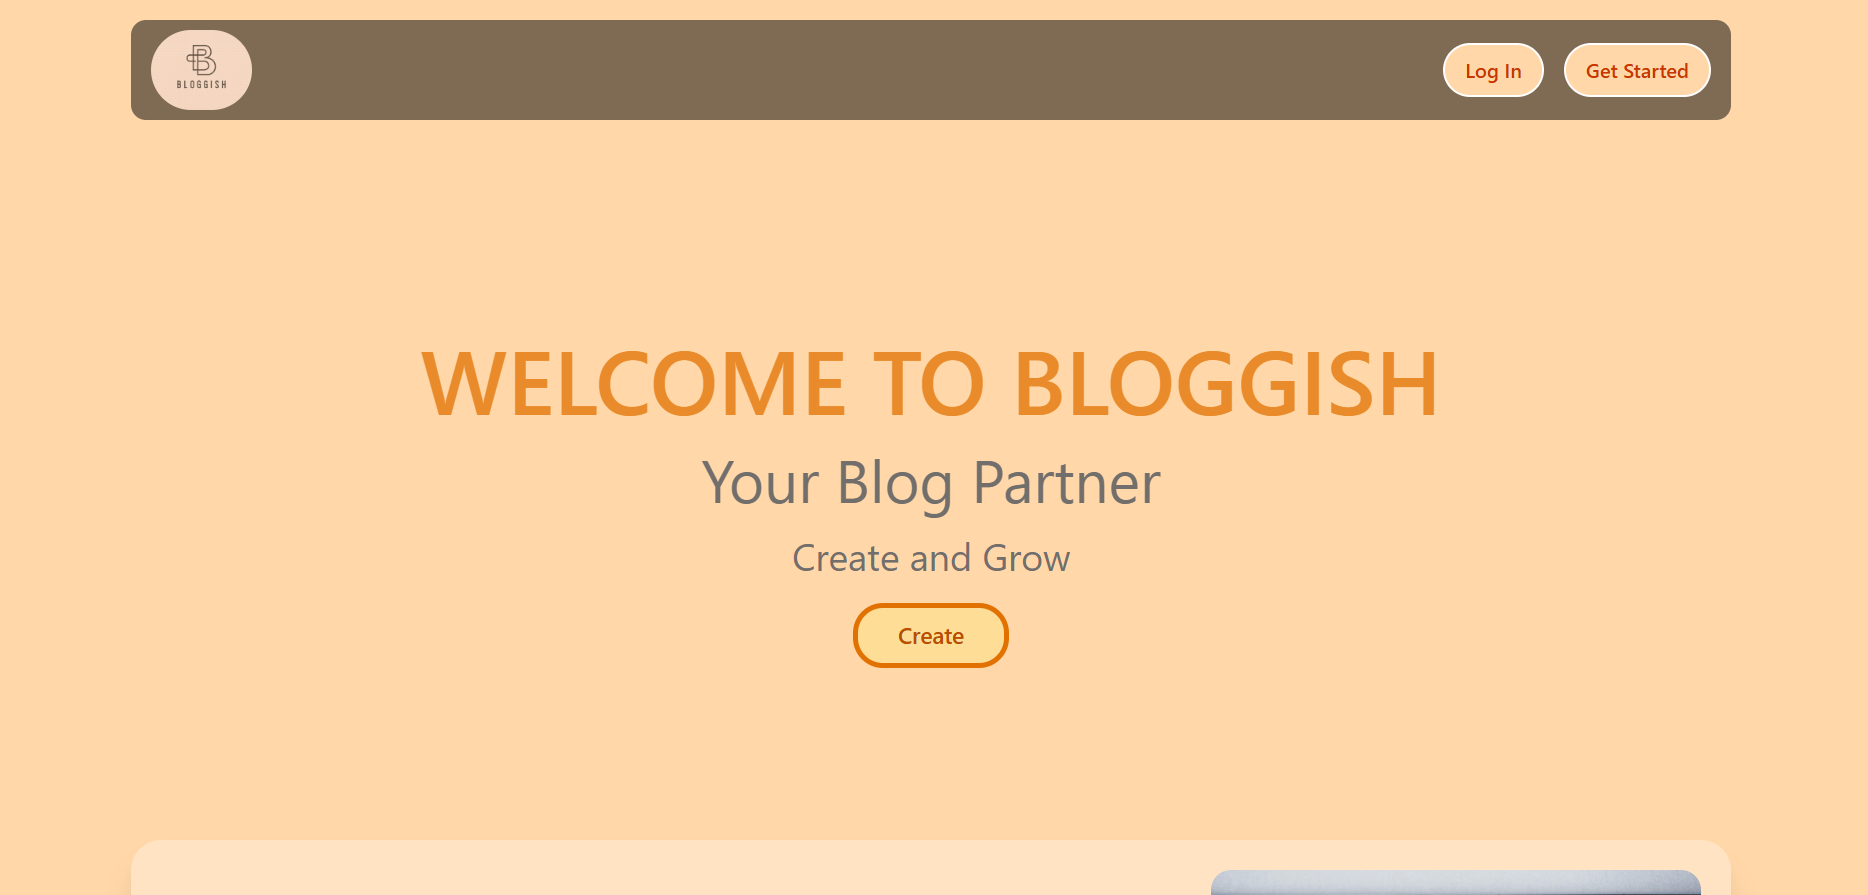 BLOGGISH
Log In
Get Started
WELCOME TO BLOGGISH
Your Blog Partner
Create and Grow
Create